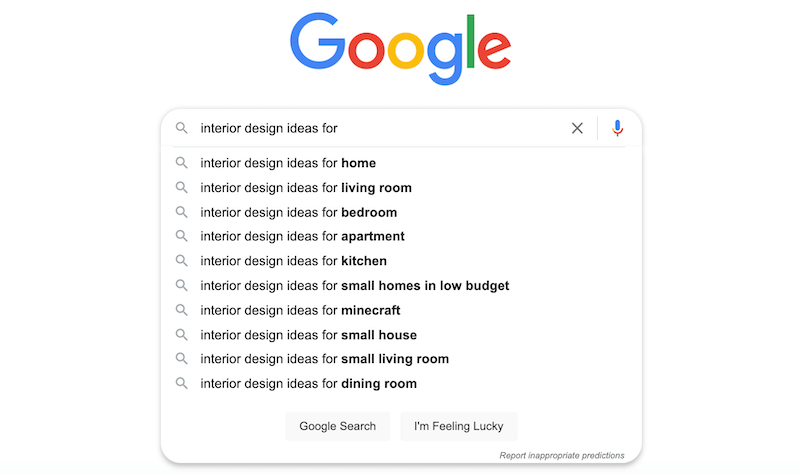 Google
interior design ideas for
interior design ideas for home
interior design ideas for living room
interior design ideas for bedroom
interior design ideas for apartment
interior design ideas for kitchen
interior design ideas for small homes in low budget
interior design ideas for minecraft
interior design ideas for small house
interior design ideas for small living room
interior design ideas for dining room
Google Search I'm Feeling Lucky
Report inappropriate predictions